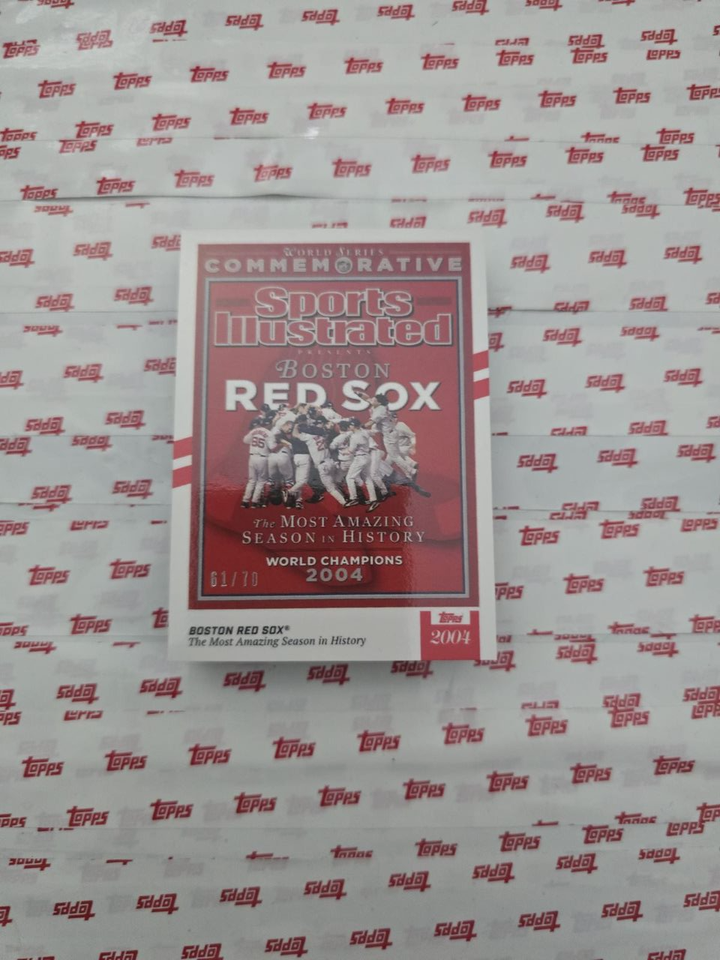 World Series
COMMEMORATIVE
Sports
Illustrated
PRESENTS
BOSTON
RED SOX
The MOST AMAZING
SEASON IN HISTORY
WORLD CHAMPIONS
2004
61/70
BOSTON RED SOX®
The Most Amazing Season in History
Topps
2004